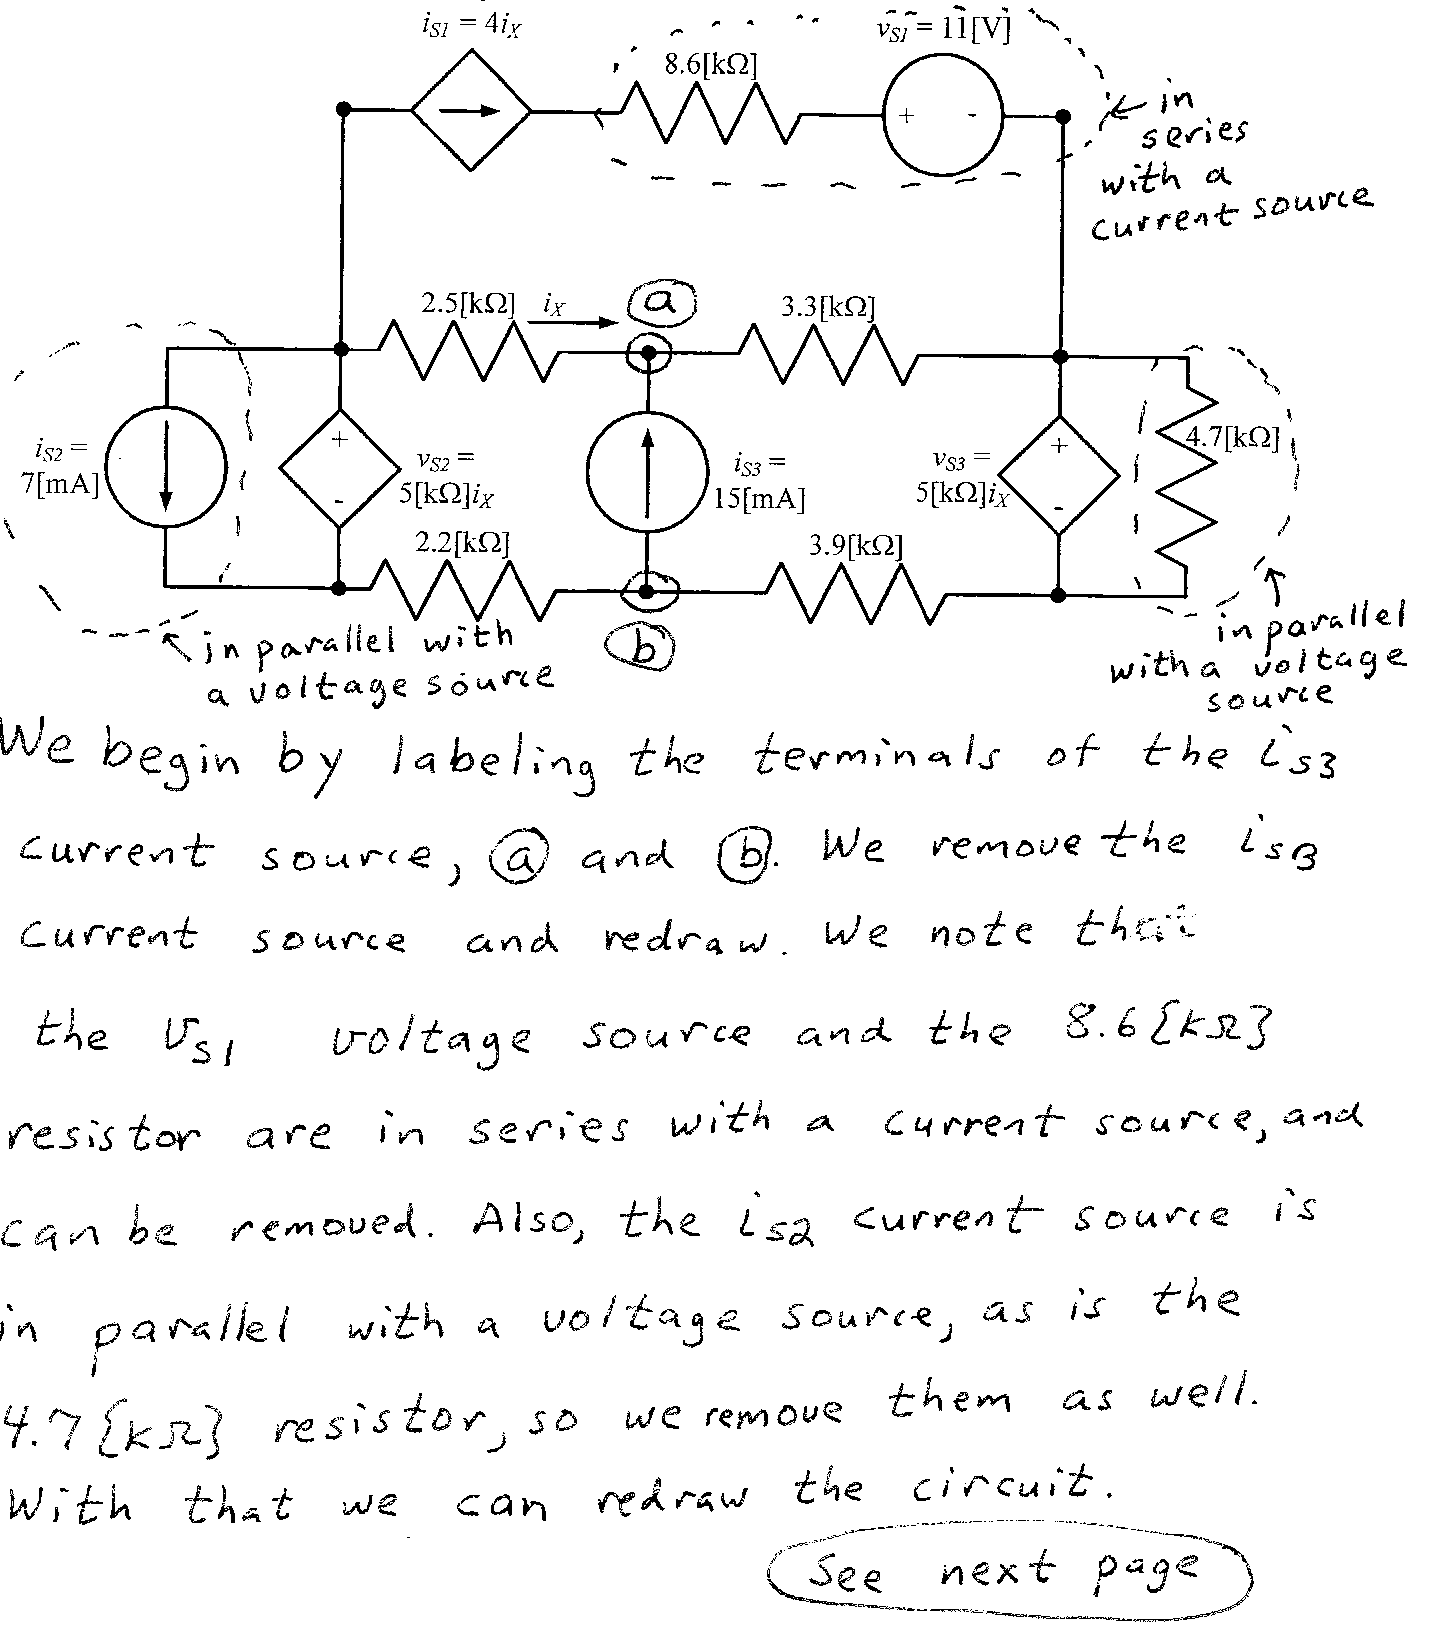 iS1 = 4iX
vS1 = 11[V]
8.6[kΩ]
+ -
in
series
with a
current source
2.5[kΩ] iX
a
3.3[kΩ]
iS2 =
7[mA]
+
-
vS2 =
5[kΩ]iX
iS3 =
15[mA]
vS3 =
5[kΩ]iX
+
-
4.7[kΩ]
2.2[kΩ]
3.9[kΩ]
b
in parallel with
a voltage source
in parallel
with a voltage
source
We begin by labeling the terminals of the iS3
current source, a and b. We remove the iS3
current source and redraw. We note that
the vS1 voltage source and the 8.6{kΩ}
resistor are in series with a current source, and
can be removed. Also, the iS2 current source is
in parallel with a voltage source, as is the
4.7{kΩ} resistor, so we remove them as well.
With that we can redraw the circuit.
See next page